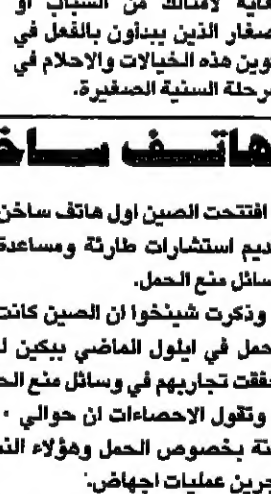 غاية لامثالك من الشباب او
صغار الذين يبدأون بالفعل في
وين هذه الخيالات والاحلام في
رحلة السنية الصغيرة.
هاتف ساخ
افتتحت الصين اول هاتف ساخن
ديم استشارات طارئة ومساعدة
سائل منع الحمل.
وذكرت شينخوا ان الصين كانت
حمل في ايلول الماضي ببكين
فقت تجاربهم في وسائل منع الح
وتقول الاحصاءات ان حوالي
ئة بخصوص الحمل وهؤلاء الن
جرين عمليات اجهاض.